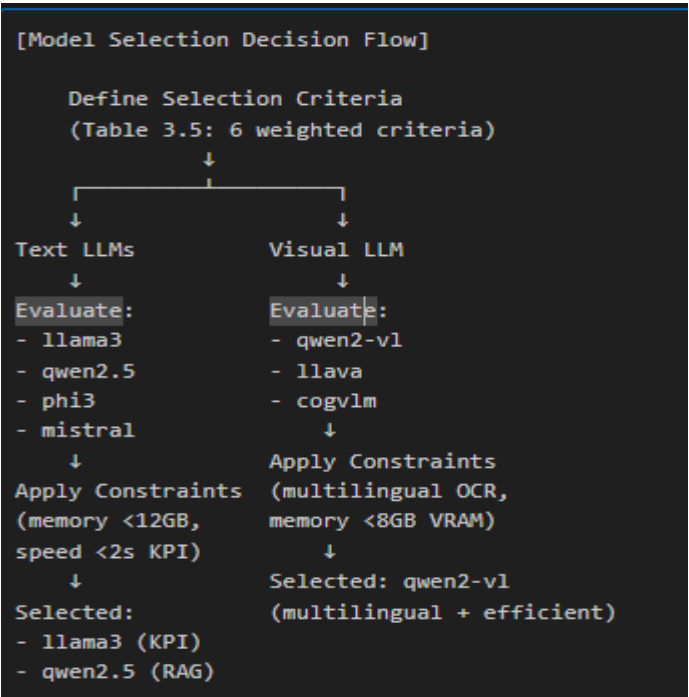 [Model Selection Decision Flow]
Define Selection Criteria
(Table 3.5: 6 weighted criteria)
↓
↓ ↓
Text LLMs Visual LLM
↓ ↓
Evaluate: Evaluate:
- llama3 - qwen2-vl
- qwen2.5 - llava
- phi3 - cogvlm
- mistral ↓
↓ Apply Constraints
Apply Constraints (multilingual OCR,
(memory <12GB, memory <8GB VRAM)
speed <2s KPI) ↓
↓ Selected: qwen2-vl
Selected: (multilingual + efficient)
- llama3 (KPI)
- qwen2.5 (RAG)